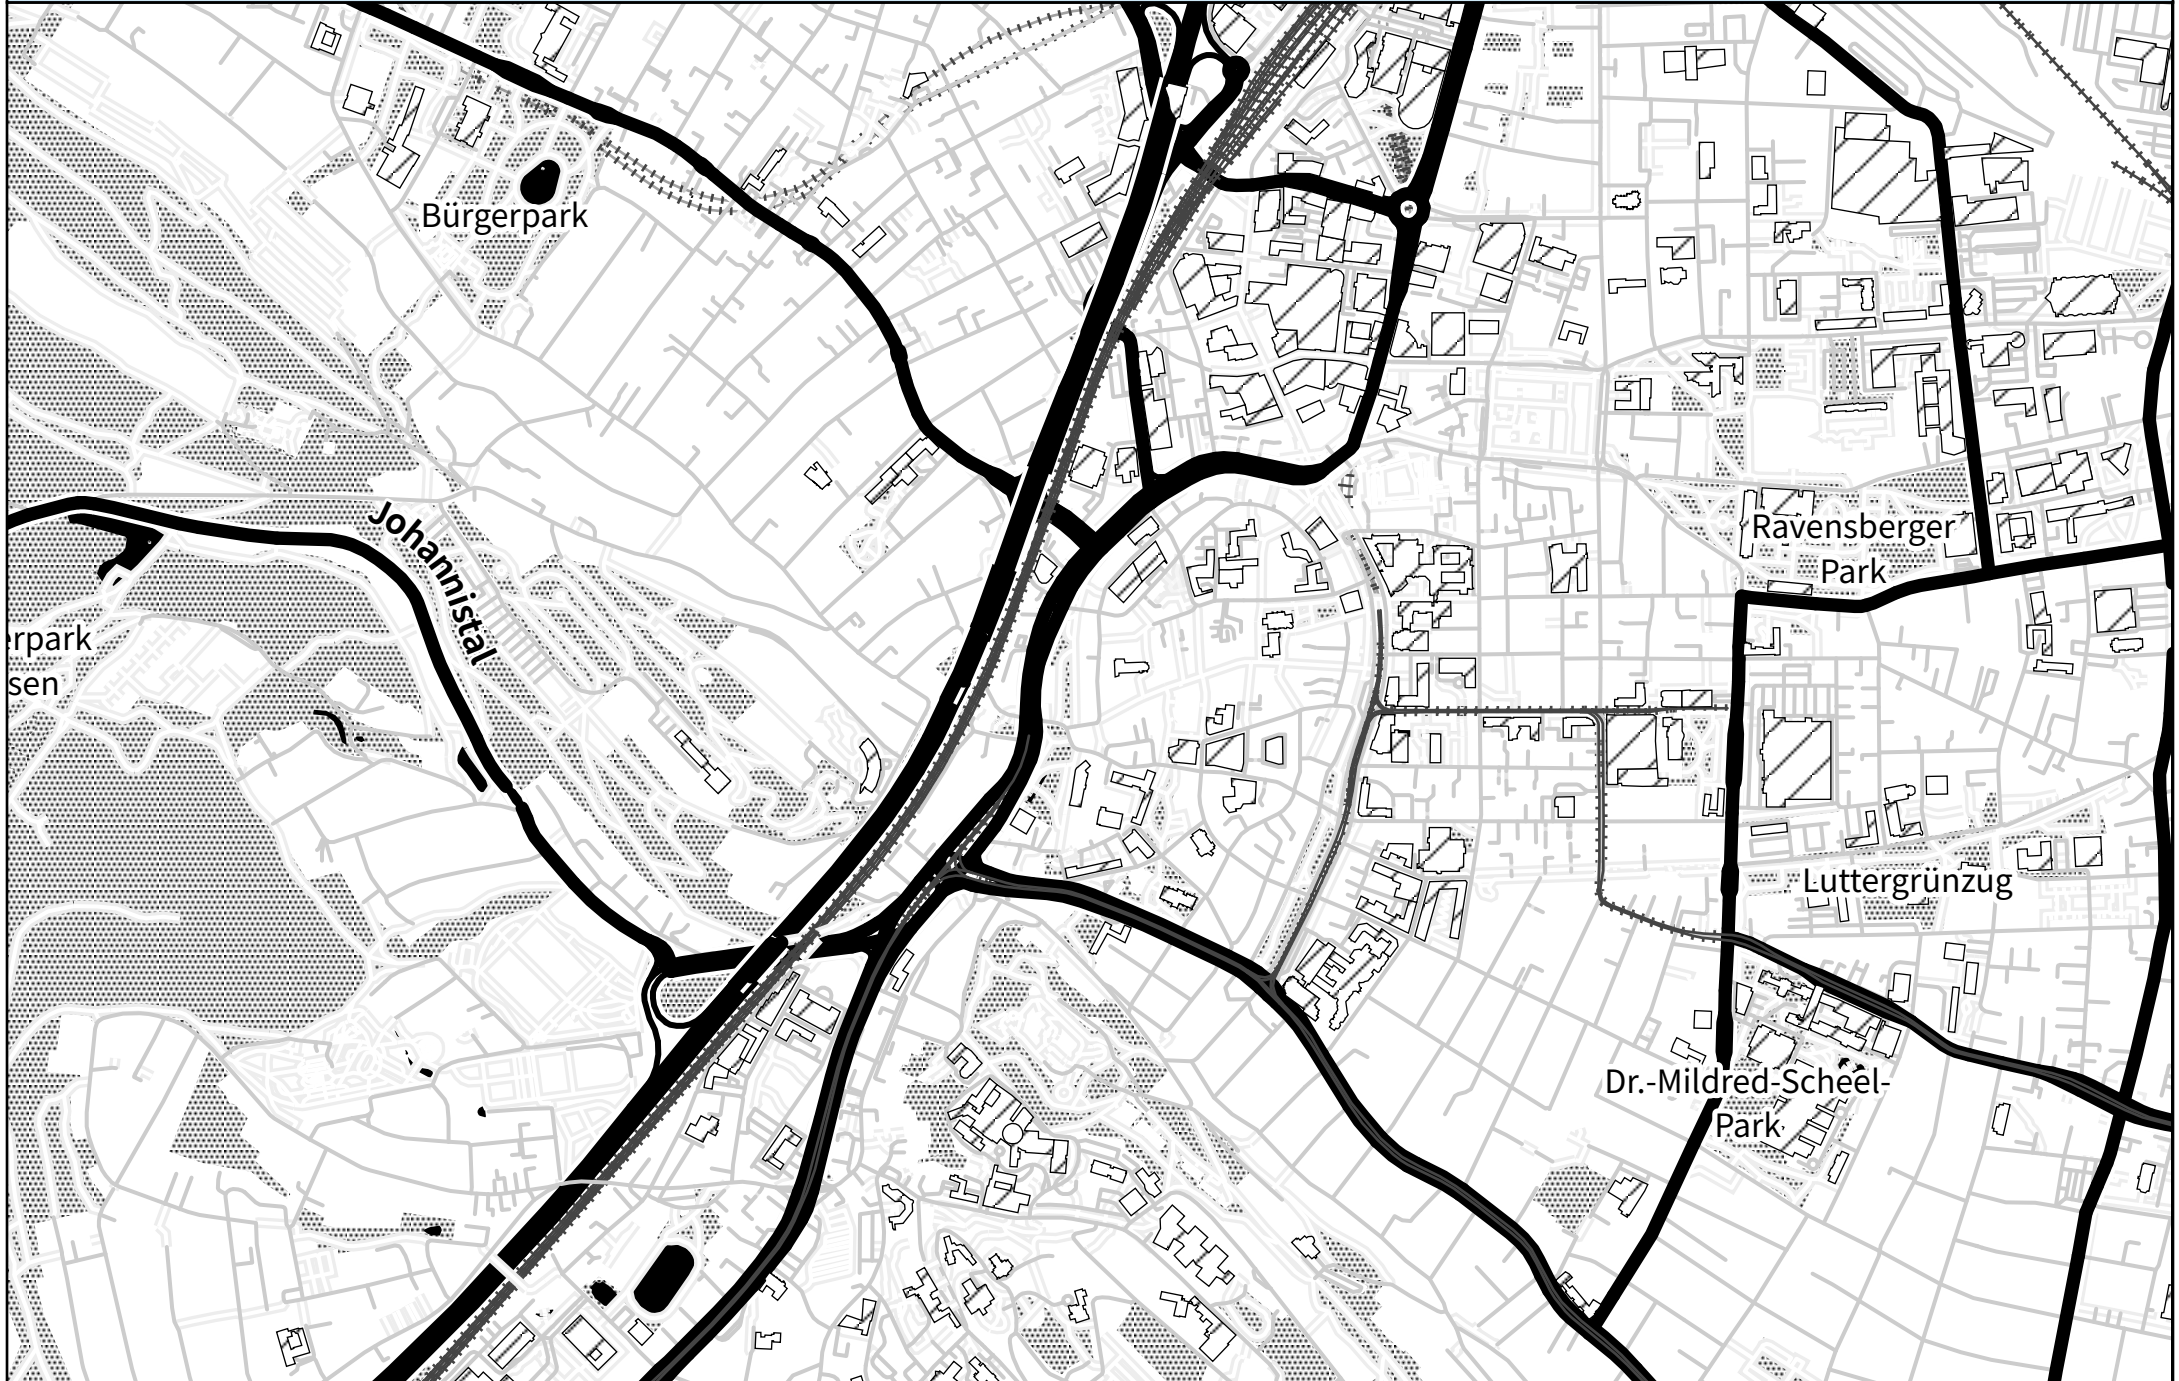 Bürgerpark
Johannistal
Ravensberger
Park
erpark
sen
Luttergrünzug
Dr.-Mildred-Scheel-
Park